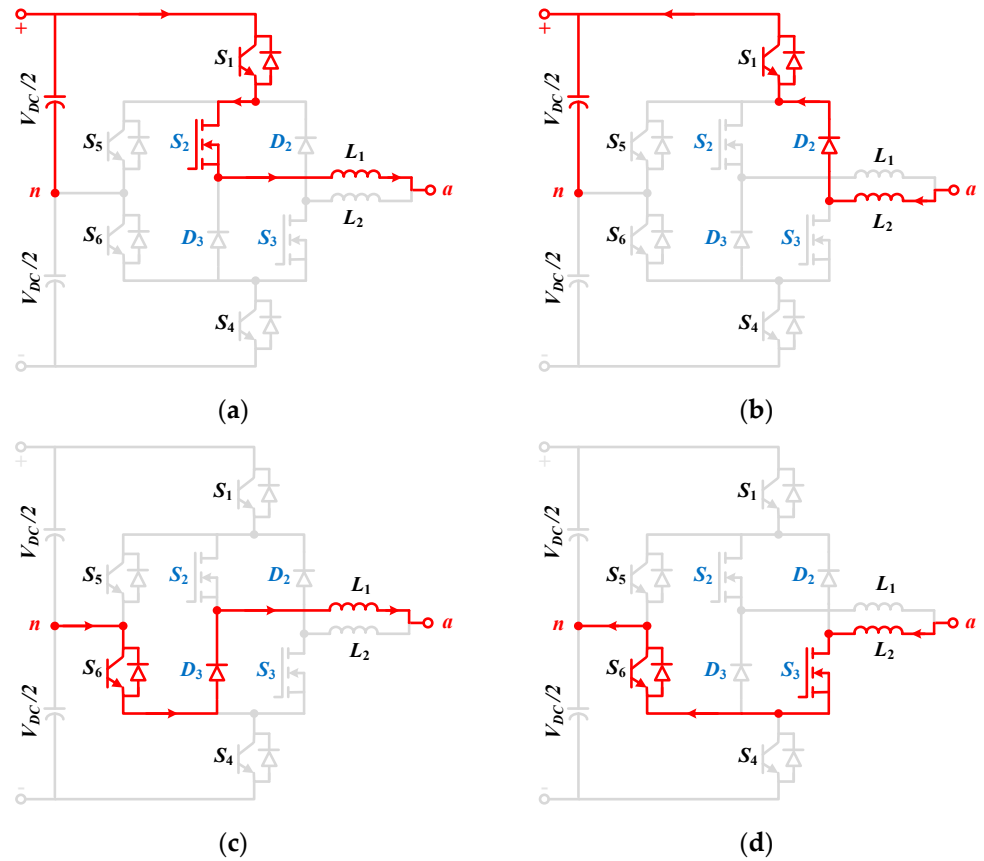 +
+
S1
S1
VDC/2
VDC/2
S5
S2
D2
L1
S5
S2
D2
L1
n
a
n
a
L2
L2
S6
D3
S3
S6
D3
S3
VDC/2
VDC/2
S4
S4
-
-
(a)
(b)
+
+
S1
S1
VDC/2
VDC/2
S5
S2
D2
L1
S5
S2
D2
L1
n
a
n
a
L2
L2
S6
D3
S3
S6
D3
S3
VDC/2
VDC/2
S4
S4
-
-
(c)
(d)